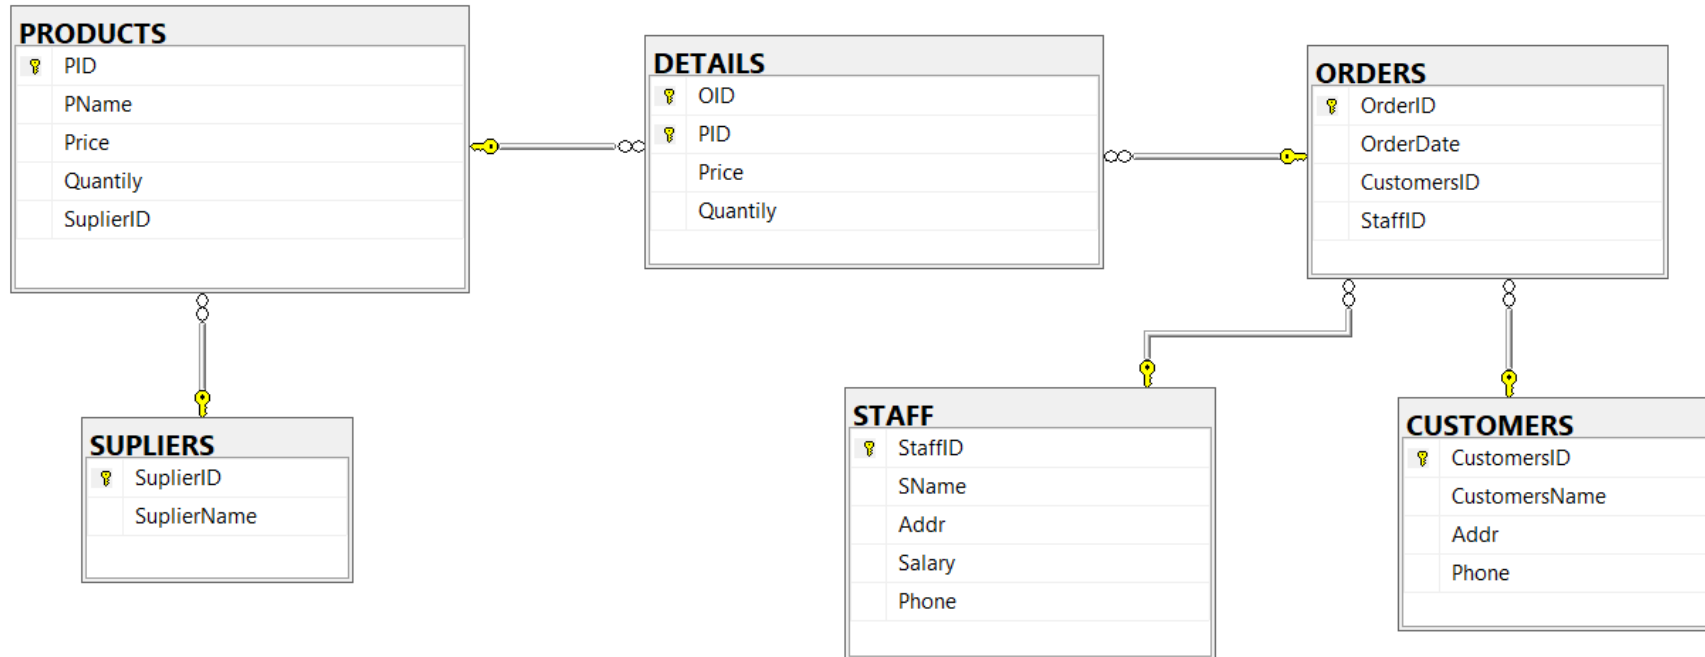 PRODUCTS
PID
PName
Price
Quantily
SuplierID
DETAILS
OID
PID
Price
Quantily
ORDERS
OrderID
OrderDate
CustomersID
StaffID
SUPLIERS
SuplierID
SuplierName
STAFF
StaffID
SName
Addr
Salary
Phone
CUSTOMERS
CustomersID
CustomersName
Addr
Phone